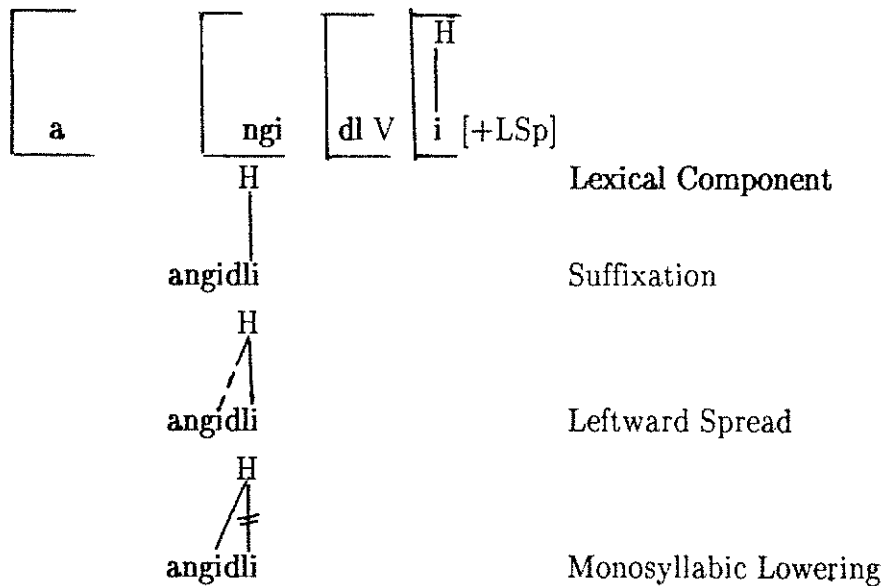 H
a ngi dl V i [+LSp]
H Lexical Component
angidli Suffixation
H
angidli Leftward Spread
H
angidli Monosyllabic Lowering